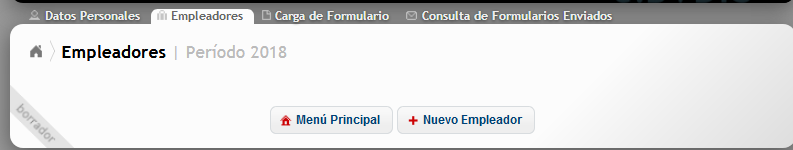 Datos Personales Empleadores Carga de Formulario Consulta de Formularios Enviados
Empleadores | Período 2018
borrador
Menú Principal Nuevo Empleador